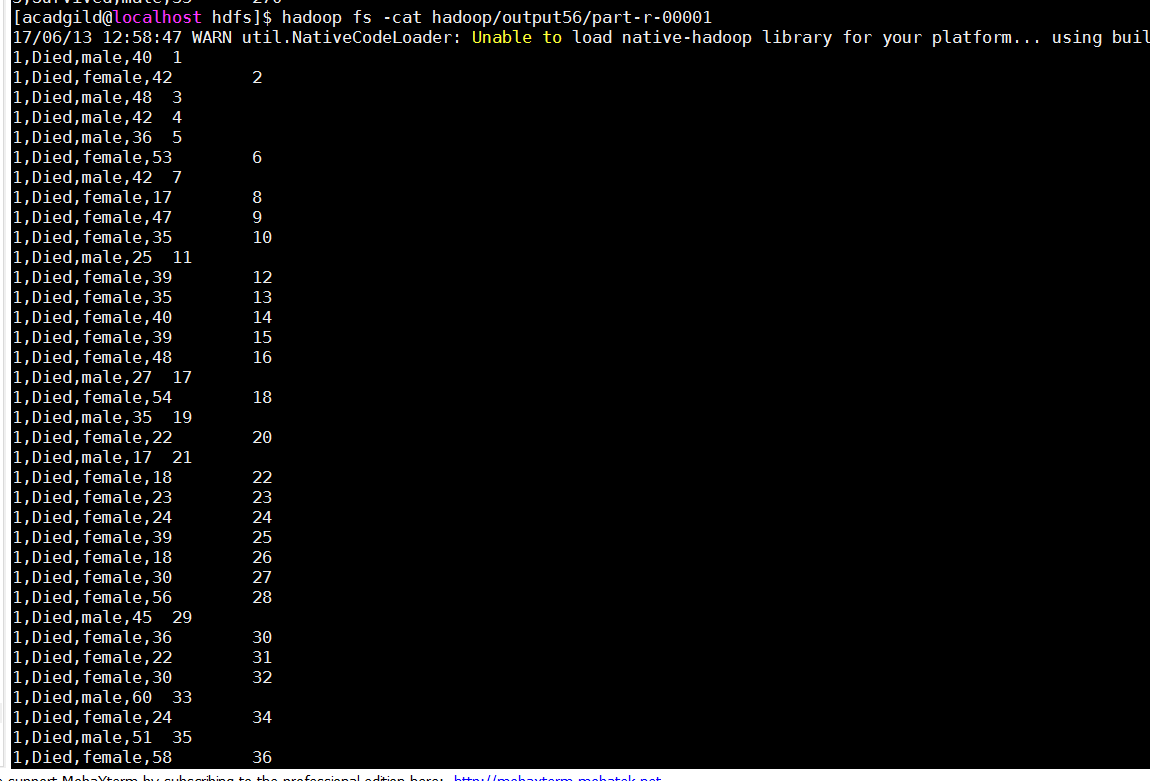 [acadgild@localhost hdfs]$ hadoop fs -cat hadoop/output56/part-r-00001
17/06/13 12:58:47 WARN util.NativeCodeLoader: Unable to load native-hadoop library for your platform... using buil
1,Died,male,40 1
1,Died,female,42 2
1,Died,male,48 3
1,Died,male,42 4
1,Died,male,36 5
1,Died,female,53 6
1,Died,male,42 7
1,Died,female,17 8
1,Died,female,47 9
1,Died,female,35 10
1,Died,male,25 11
1,Died,female,39 12
1,Died,female,35 13
1,Died,female,40 14
1,Died,female,39 15
1,Died,female,48 16
1,Died,male,27 17
1,Died,female,54 18
1,Died,male,35 19
1,Died,female,22 20
1,Died,male,17 21
1,Died,female,18 22
1,Died,female,23 23
1,Died,female,24 24
1,Died,female,39 25
1,Died,female,18 26
1,Died,female,30 27
1,Died,female,56 28
1,Died,male,45 29
1,Died,female,36 30
1,Died,female,22 31
1,Died,female,30 32
1,Died,male,60 33
1,Died,female,24 34
1,Died,male,51 35
1,Died,female,58 36
support MobaXterm by subscribing to the professional edition here: http://mobaxterm.mobatek.net